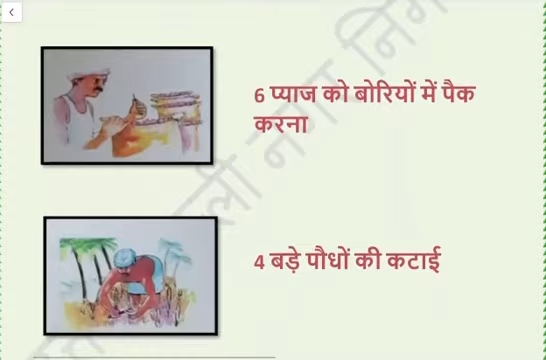 6 प्याज को बोरियों में पैक
करना
4 बड़े पौधों की कटाई